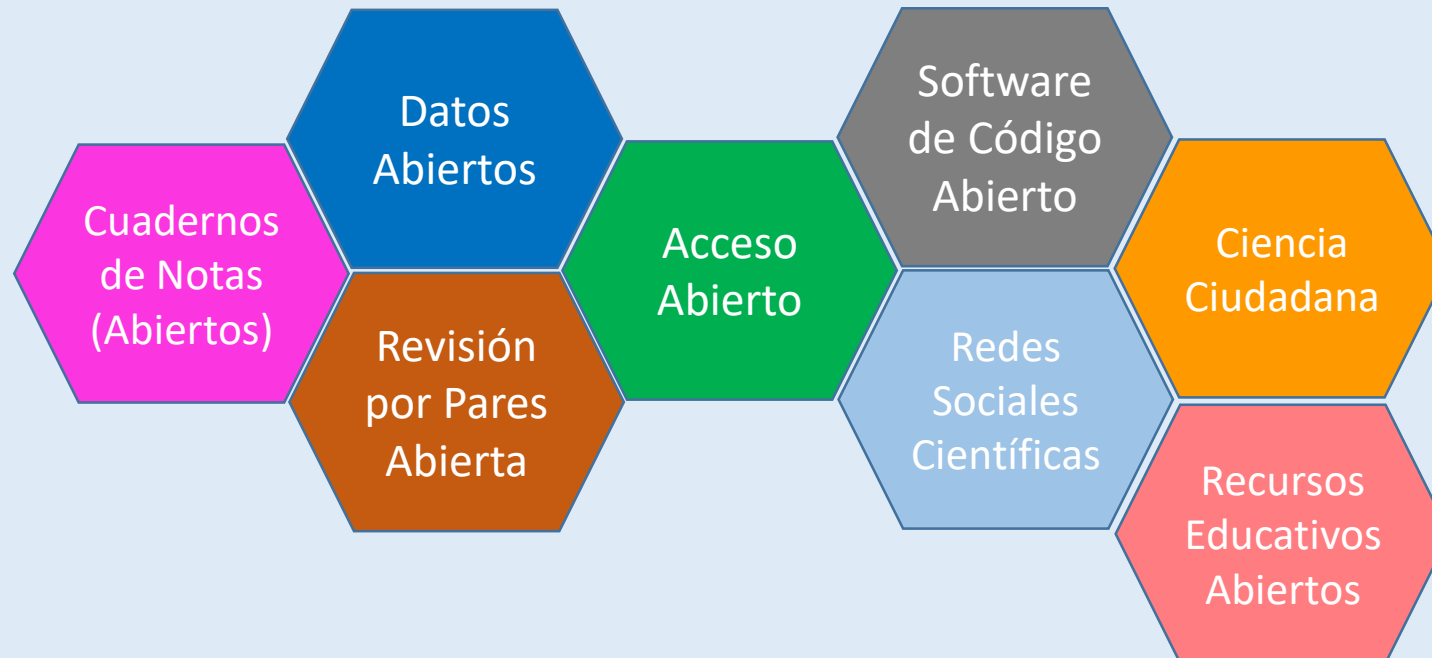 Cuadernos
de Notas
(Abiertos)
Datos
Abiertos
Revisión
por Pares
Abierta
Acceso
Abierto
Software
de Código
Abierto
Redes
Sociales
Científicas
Ciencia
Ciudadana
Recursos
Educativos
Abiertos